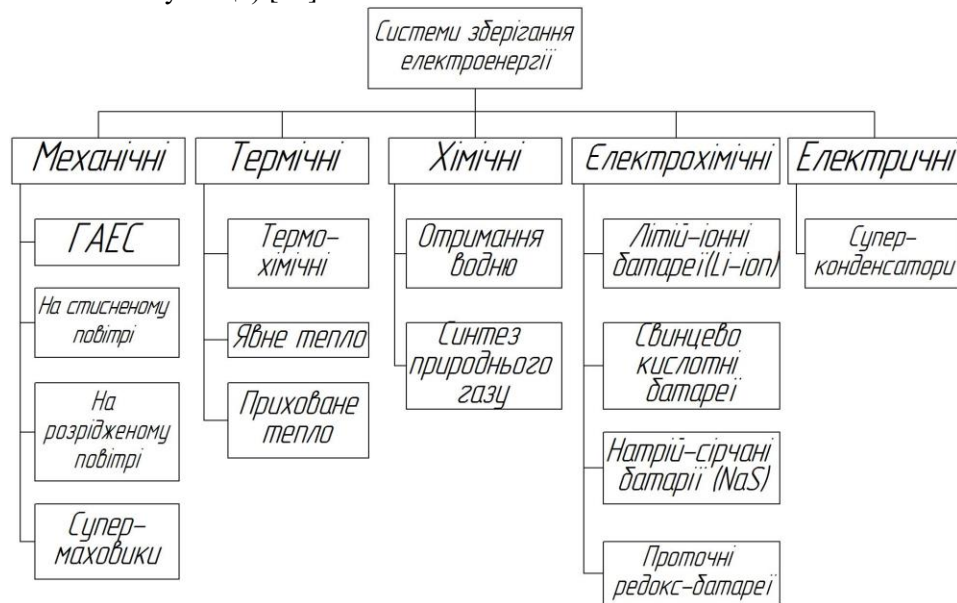 Системи зберігання
електроенергії
Механічні
ГАЕС
На стисненому
повітрі
На
розрідженому
повітрі
Супер-
маховики
Термічні
Термо-
хімічні
Явне тепло
Приховане
тепло
Хімічні
Отримання
водню
Синтез
природнього
газу
Електрохімічні
Літій-іонні
батареї(Li-ion)
Свинцево
кислотні
батареї
Натрій-сірчані
батарії (NaS)
Проточні
редокс-батареї
Електричні
Супер-
конденсатори